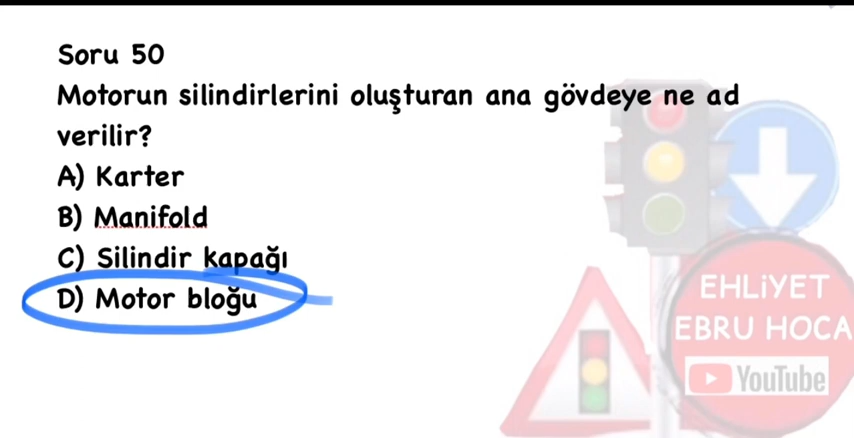 Soru 50
Motorun silindirlerini oluşturan ana gövdeye ne ad
verilir?
A) Karter
B) Manifold
C) Silindir kapağı
D) Motor bloğu
EHLİYET
EBRU HOCA
YouTube